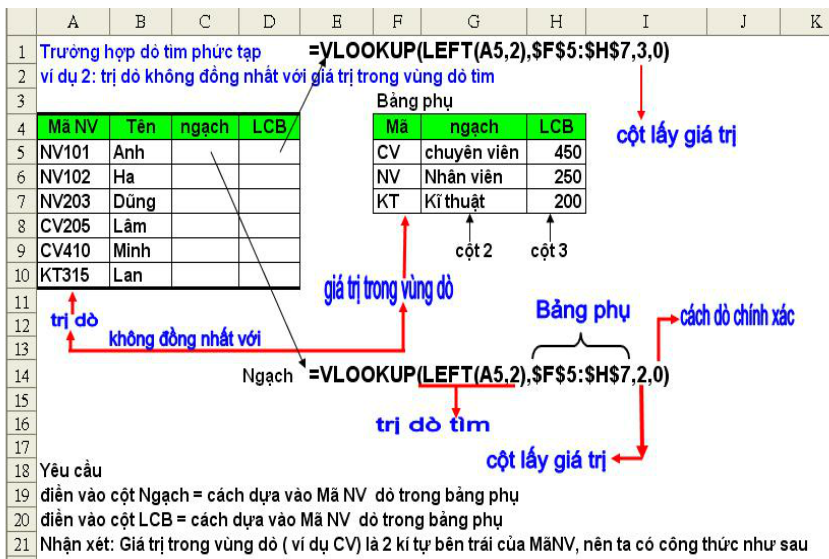 A B C D E F G H I J K
1 Trường hợp dò tìm phức tạp =VLOOKUP(LEFT(A5,2),$F$5:$H$7,3,0)
2 ví dụ 2: trị dò không đồng nhất với giá trị trong vùng dò tìm
3 Bảng phụ
4 Mã NV Tên ngạch LCB Mã ngạch LCB
cột lấy giá trị
5 NV101 Anh CV chuyên viên 450
6 NV102 Ha NV Nhân viên 250
7 NV203 Dũng KT Kĩ thuật 200
8 CV205 Lâm
9 CV410 Minh cột 2 cột 3
10 KT315 Lan
giá trị trong vùng dò
11
Bảng phụ cách dò chính xác
12 trị dò
13 không đồng nhất với
14 Ngạch =VLOOKUP(LEFT(A5,2),$F$5:$H$7,2,0)
15
16 trị dò tìm
17
cột lấy giá trị
18 Yêu cầu
19 điền vào cột Ngạch = cách dựa vào Mã NV dò trong bảng phụ
20 điền vào cột LCB = cách dựa vào Mã NV dò trong bảng phụ
21 Nhận xét: Giá trị trong vùng dò ( ví dụ CV) là 2 kí tự bên trái của MãNV, nên ta có công thức như sau